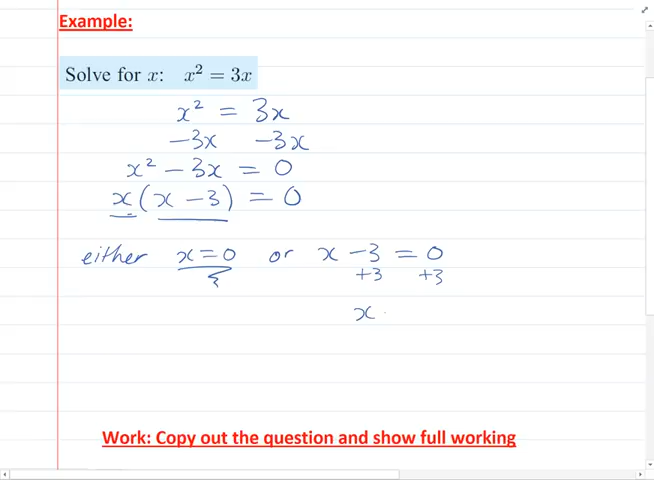 Example:
Solve for x: x² = 3x
x² = 3x
-3x -3x
x² - 3x = 0
x(x - 3) = 0
either x = 0 or x - 3 = 0
+3 +3
x
Work: Copy out the question and show full working